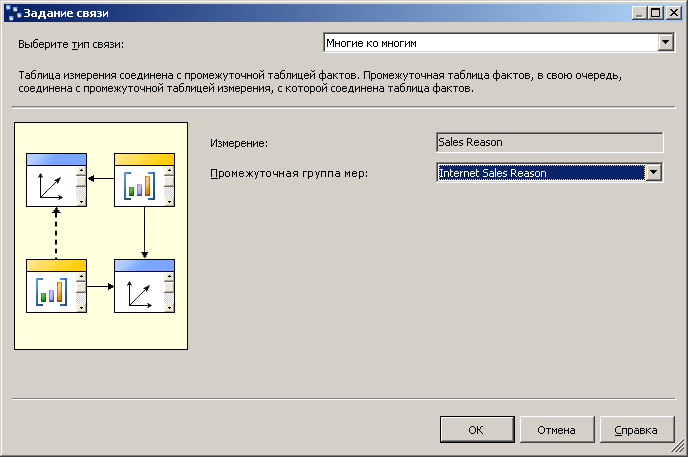 Задание связи
Выберите тип связи:
Многие ко многим
Таблица измерения соединена с промежуточной таблицей фактов. Промежуточная таблица фактов, в свою очередь,
соединена с промежуточной таблицей измерения, с которой соединена таблица фактов.
Измерение:
Sales Reason
Промежуточная группа мер:
Internet Sales Reason
ОК
Отмена
Справка